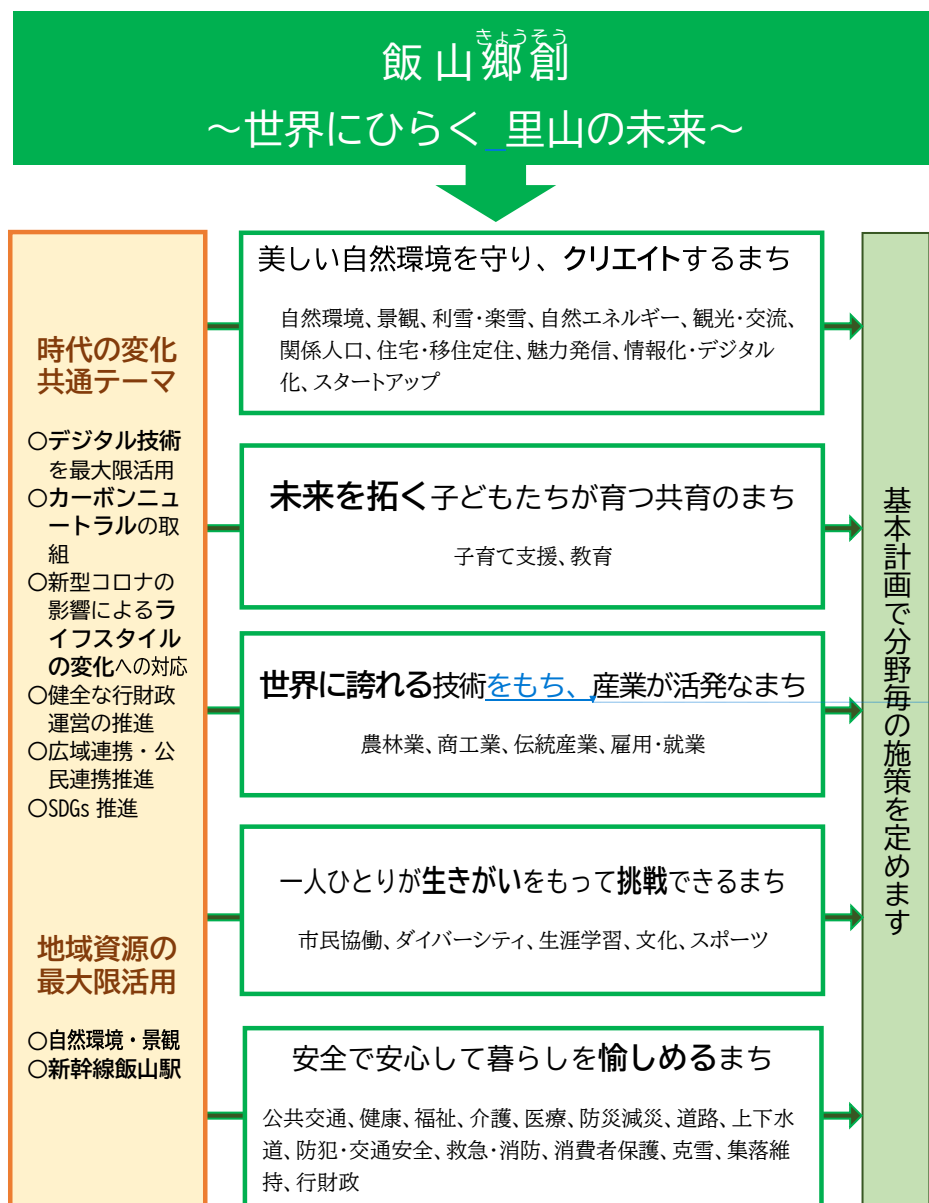 きょうそう
飯山郷創
～世界にひらく 里山の未来～
時代の変化
共通テーマ
〇デジタル技術
を最大限活用
〇カーボンニュ
ートラルの取
組
〇新型コロナの
影響によるラ
イフスタイル
の変化への対応
〇健全な行財政
運営の推進
〇広域連携・公
民連携推進
〇SDGs 推進
地域資源の
最大限活用
〇自然環境・景観
〇新幹線飯山駅
美しい自然環境を守り、クリエイトするまち
自然環境、景観、利雪・楽雪、自然エネルギー、観光・交流、
関係人口、住宅・移住定住、魅力発信、情報化・デジタル
化、スタートアップ
未来を拓く子どもたちが育つ共育のまち
子育て支援、教育
世界に誇れる技術をもち、産業が活発なまち
農林業、商工業、伝統産業、雇用・就業
一人ひとりが生きがいをもって挑戦できるまち
市民協働、ダイバーシティ、生涯学習、文化、スポーツ
安全で安心して暮らしを愉しめるまち
公共交通、健康、福祉、介護、医療、防災減災、道路、上下水
道、防犯・交通安全、救急・消防、消費者保護、克雪、集落維
持、行財政
基本計画で分野毎の施策を定めます